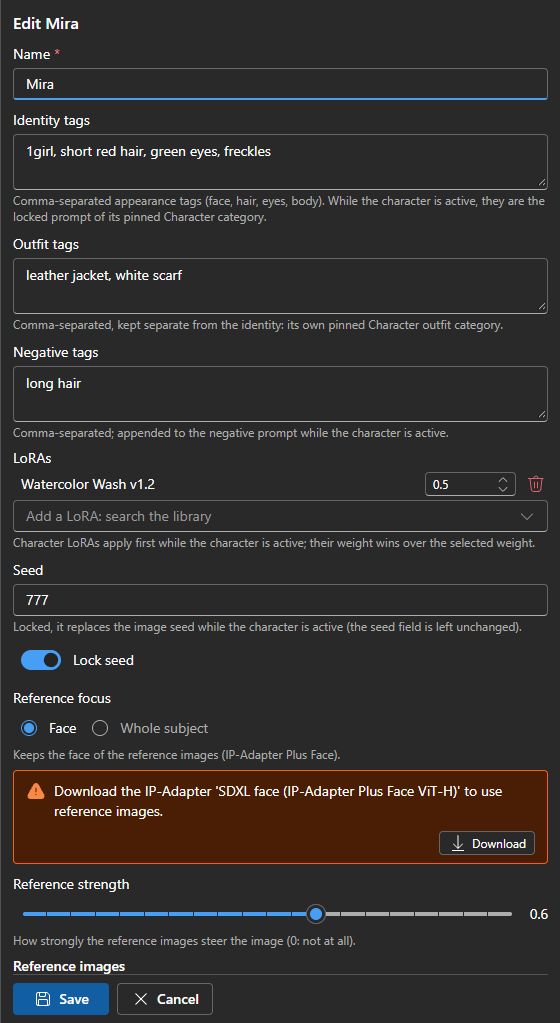 Edit Mira
Name *
Mira
Identity tags
1girl, short red hair, green eyes, freckles
Comma-separated appearance tags (face, hair, eyes, body). While the character is active, they are the
locked prompt of its pinned Character category.
Outfit tags
leather jacket, white scarf
Comma-separated, kept separate from the identity: its own pinned Character outfit category.
Negative tags
long hair
Comma-separated; appended to the negative prompt while the character is active.
LoRAs
Watercolor Wash v1.2 0.5
Add a LoRA: search the library
Character LoRAs apply first while the character is active; their weight wins over the selected weight.
Seed
777
Locked, it replaces the image seed while the character is active (the seed field is left unchanged).
Lock seed
Reference focus
Face Whole subject
Keeps the face of the reference images (IP-Adapter Plus Face).
Download the IP-Adapter 'SDXL face (IP-Adapter Plus Face ViT-H)' to use
reference images.
Download
Reference strength
0.6
How strongly the reference images steer the image (0: not at all).
Reference images
Save Cancel